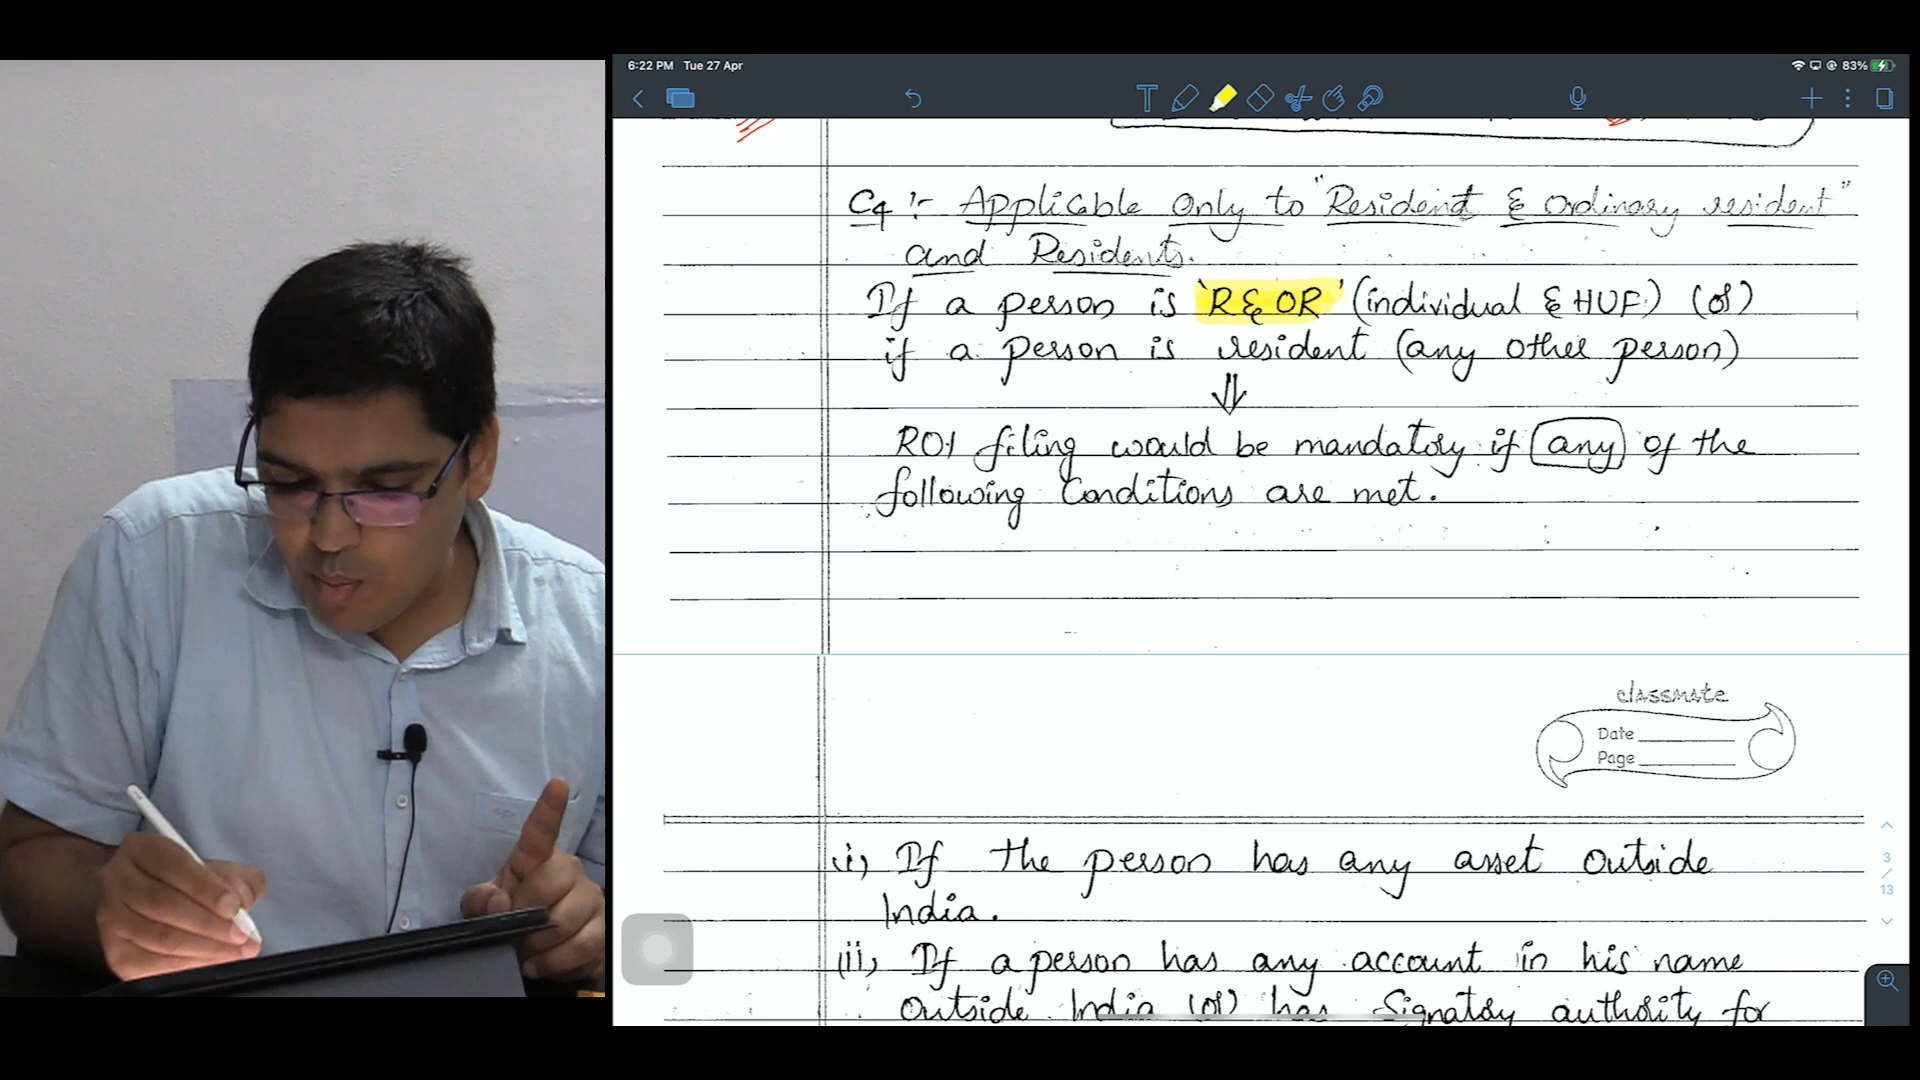 6:22 PM Tue 27 Apr
83%
C4 :- Applicable Only to "Resident & Ordinary resident"
and Residents.
If a person is 'R & OR' (individual & HUF) (or)
if a person is resident (any other person)
⇓
ROI filing would be mandatory if any of the
following Conditions are met.
classmate
Date
Page
(i) If the person has any asset outside
India.
(ii) If a person has any account in his name
Outside India (or) has Signatory authority for
3
/
13